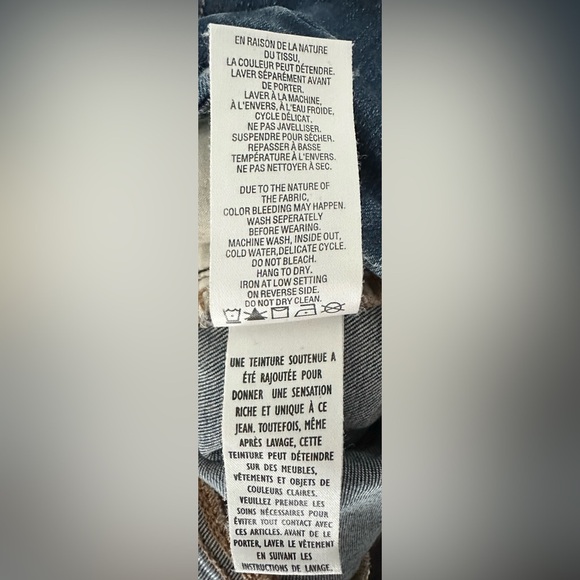 EN RAISON DE LA NATURE
DU TISSU,
LA COULEUR PEUT DÉTENDRE.
LAVER SÉPARÉMENT AVANT
DE PORTER.
LAVER À LA MACHINE,
À L'ENVERS, À L'EAU FROIDE,
CYCLE DÉLICAT.
NE PAS JAVELLISER.
SUSPENDRE POUR SÉCHER.
REPASSER À BASSE
TEMPÉRATURE À L'ENVERS.
NE PAS NETTOYER À SEC.
DUE TO THE NATURE OF
THE FABRIC,
COLOR BLEEDING MAY HAPPEN.
WASH SEPERATELY
BEFORE WEARING.
MACHINE WASH, INSIDE OUT,
COLD WATER,DELICATE CYCLE.
DO NOT BLEACH.
HANG TO DRY.
IRON AT LOW SETTING
ON REVERSE SIDE.
DO NOT DRY CLEAN.
UNE TEINTURE SOUTENUE A
ÉTÉ RAJOUTÉE POUR
DONNER UNE SENSATION
RICHE ET UNIQUE À CE
JEAN. TOUTEFOIS, MÊME
APRÈS LAVAGE, CETTE
TEINTURE PEUT DÉTEINDRE
SUR DES MEUBLES,
VÊTEMENTS ET OBJETS DE
COULEURS CLAIRES.
VEUILLEZ PRENDRE LES
SOINS NÉCESSAIRES POUR
ÉVITER TOUT CONTACT AVEC
CES ARTICLES. AVANT DE LE
PORTER, LAVER LE VÊTEMENT
EN SUIVANT LES
INSTRUCTIONS DE LAVAGE.